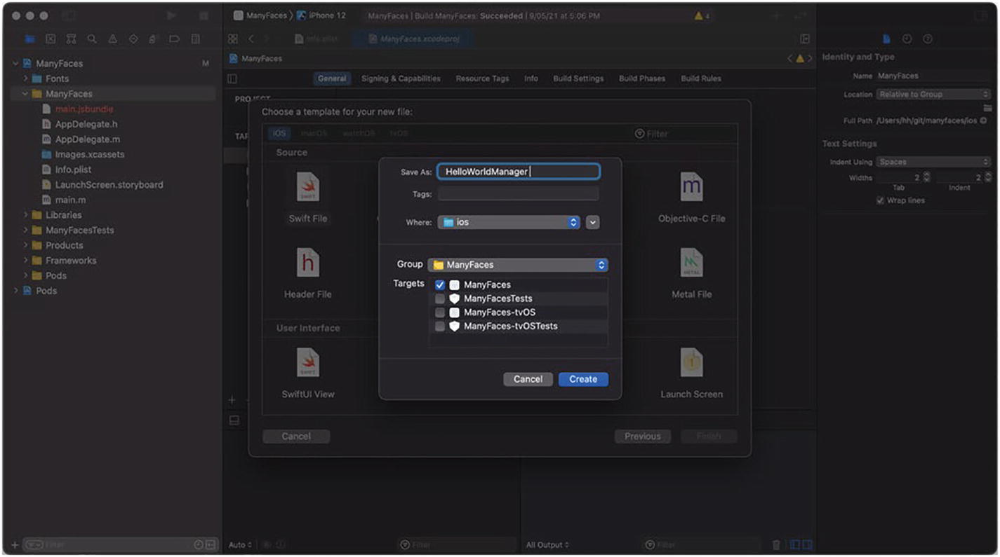 ManyFaces 〉 iPhone 12
ManyFaces | Build ManyFaces: Succeeded | 9/05/21 at 5:06 PM
4
Info.plist
ManyFaces.xcodeproj
ManyFaces
M
Fonts
ManyFaces
main.jsbundle
AppDelegate.h
AppDelegate.m
Images.xcassets
Info.plist
LaunchScreen.storyboard
main.m
Libraries
ManyFacesTests
Products
Frameworks
Pods
Pods
Filter
ManyFaces
General Signing & Capabilities Resource Tags Info Build Settings Build Phases Build Rules
PROJECT
TAR
Choose a template for your new file:
iOS macOS watchOS tvOS
Filter
Source
Swift File
Objective-C File
Header File
Metal File
User Interface
SwiftUI View
Launch Screen
Cancel
Previous
Finish
Save As: HelloWorldManager
Tags:
Where: ios
Group ManyFaces
Targets ManyFaces
ManyFacesTests
ManyFaces-tvOS
ManyFaces-tvOSTests
Cancel
Create
Auto
Filter
All Output
Filter
Identity and Type
Name ManyFaces
Location Relative to Group
Full Path /Users/hh/git/manyfaces/ios
Text Settings
Indent Using Spaces
Widths 2 2
Tab Indent
Wrap lines